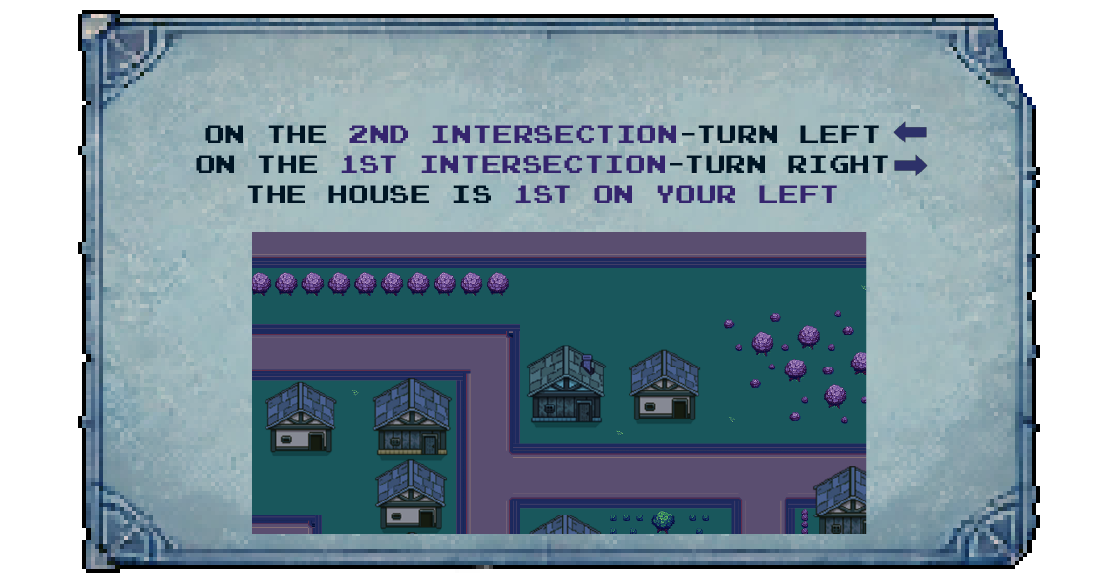 ON THE 2ND INTERSECTION-TURN LEFT
ON THE 1ST INTERSECTION-TURN RIGHT
THE HOUSE IS 1ST ON YOUR LEFT